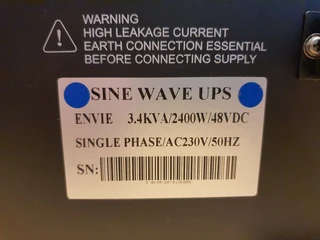 WARNING
HIGH LEAKAGE CURRENT
EARTH CONNECTION ESSENTIAL
BEFORE CONNECTING SUPPLY
SINE WAVE UPS
ENVIE 3.4KVA/2400W/48VDC
SINGLE PHASE/AC230V/50HZ
SN: